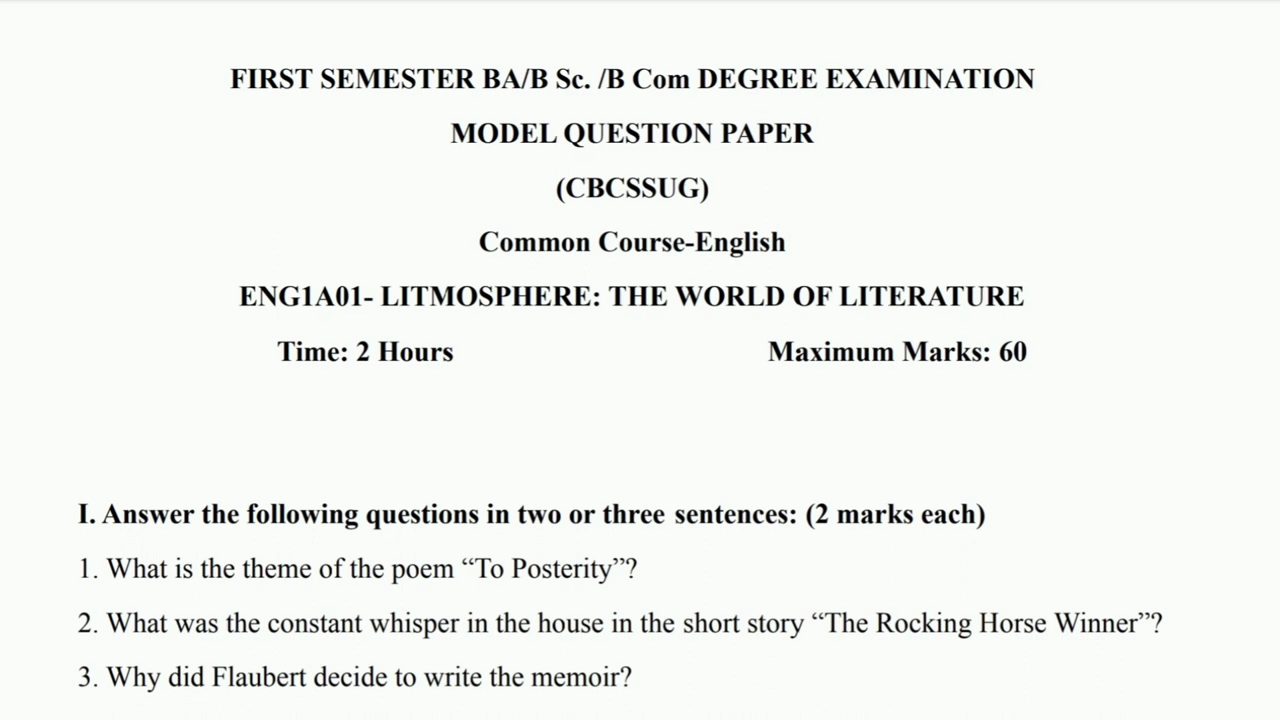 FIRST SEMESTER BA/B Sc. /B Com DEGREE EXAMINATION
MODEL QUESTION PAPER
(CBCSSUG)
Common Course-English
ENG1A01- LITMOSPHERE: THE WORLD OF LITERATURE
Time: 2 Hours Maximum Marks: 60
I. Answer the following questions in two or three sentences: (2 marks each)
1. What is the theme of the poem “To Posterity”?
2. What was the constant whisper in the house in the short story “The Rocking Horse Winner”?
3. Why did Flaubert decide to write the memoir?